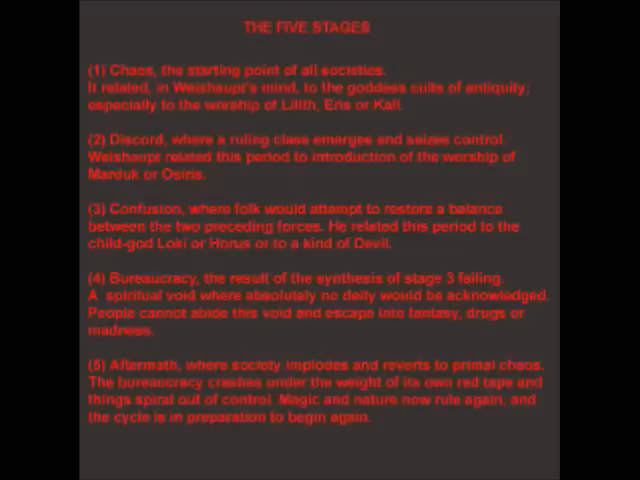 THE FIVE STAGES
(1) Chaos, the starting point of all societies.
It related, in Weishaupt's mind, to the goddess cults of antiquity;
especially to the worship of Lilith, Eris or Kali.
(2) Discord, where a ruling class emerges and seizes control
Weishaupt related this period to introduction of the worship of
Marduk or Osiris.
(3) Confusion, where folk would attempt to restore a balance
between the two preceding forces. He related this period to the
child-god Loki or Horus or to a kind of Devil.
(4) Bureaucracy, the result of the synthesis of stage 3 failing.
A spiritual void where absolutely no deity would be acknowledged.
People cannot abide this void and escape into fantasy, drugs or
madness.
(5) Aftermath, where society implodes and reverts to primal chaos.
The bureaucracy crashes under the weight of its own red tape and
things spiral out of control. Magic and nature now rule again, and
the cycle is in preparation to begin again.